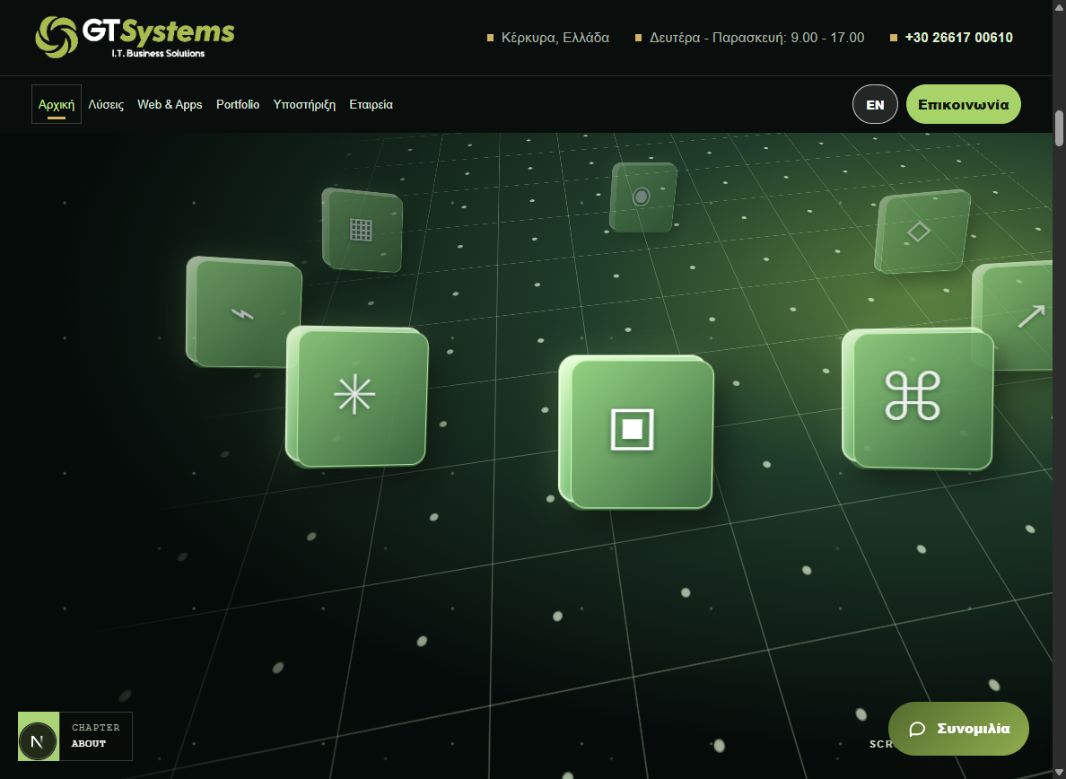 GTSystems
I.T. Business Solutions
Κέρκυρα, Ελλάδα
Δευτέρα - Παρασκευή: 9.00 - 17.00
+30 26617 00610
Αρχική
Λύσεις
Web & Apps
Portfolio
Υποστήριξη
Εταιρεία
EN
Επικοινωνία
N
CHAPTER
ABOUT
SCR
Συνομιλία